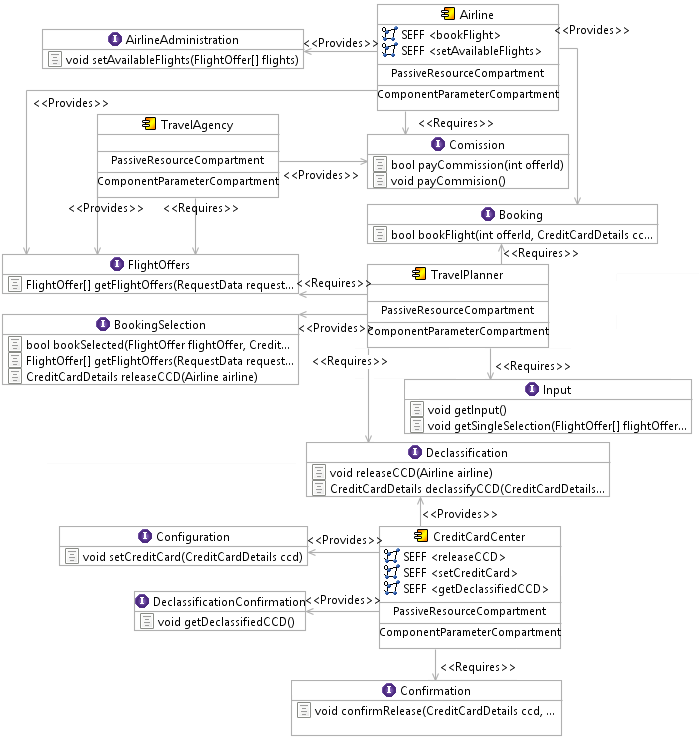 Airline
SEFF <bookFlight>
SEFF <setAvailableFlights>
PassiveResourceCompartment
ComponentParameterCompartment
<<Provides>>
<<Provides>>
AirlineAdministration
void setAvailableFlights(FlightOffer[] flights)
<<Provides>>
<<Requires>>
TravelAgency
PassiveResourceCompartment
ComponentParameterCompartment
<<Provides>>
Comission
bool payCommission(int offerId)
void payCommision()
<<Provides>>
<<Requires>>
Booking
bool bookFlight(int offerId, CreditCardDetails cc...
<<Requires>>
FlightOffers
FlightOffer[] getFlightOffers(RequestData request...
<<Requires>>
TravelPlanner
PassiveResourceCompartment
ComponentParameterCompartment
BookingSelection
bool bookSelected(FlightOffer flightOffer, Credit...
FlightOffer[] getFlightOffers(RequestData request...
CreditCardDetails releaseCCD(Airline airline)
<<Provides>>
<<Requires>>
<<Requires>>
Input
void getInput()
void getSingleSelection(FlightOffer[] flightOffer...
Declassification
void releaseCCD(Airline airline)
CreditCardDetails declassifyCCD(CreditCardDetails...
<<Provides>>
Configuration
void setCreditCard(CreditCardDetails ccd)
<<Provides>>
CreditCardCenter
SEFF <releaseCCD>
SEFF <setCreditCard>
SEFF <getDeclassifiedCCD>
PassiveResourceCompartment
ComponentParameterCompartment
DeclassificationConfirmation
void getDeclassifiedCCD()
<<Provides>>
<<Requires>>
Confirmation
void confirmRelease(CreditCardDetails ccd, ...